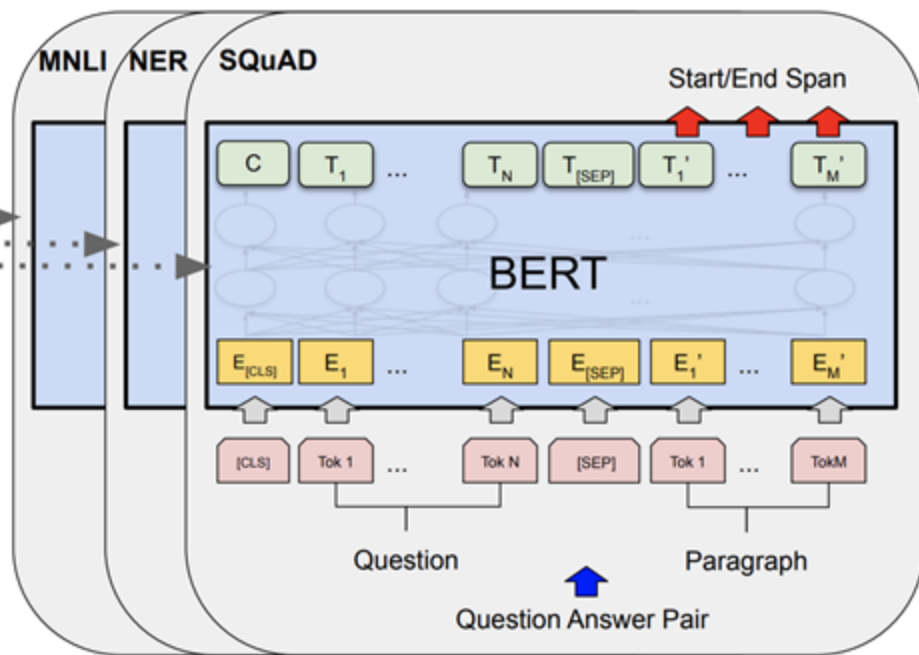 MNLI NER SQuAD
Start/End Span
C T1 ... TN T[SEP] T1' ... TM'
...
BERT
...
E[CLS] E1 ... EN E[SEP] E1' ... EM'
[CLS] Tok 1 ... Tok N [SEP] Tok 1 ... TokM
Question Paragraph
Question Answer Pair